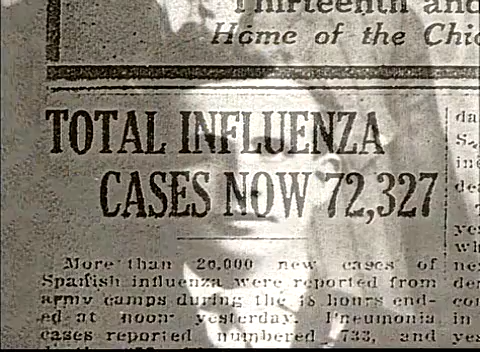 Thirteenth and
Home of the Chic
TOTAL INFLUENZA
CASES NOW 72,327
More than 20,000 new cases of
Spanish influenza were reported from
army camps during the 48 hours end-
ed at noon yesterday. Pneumonia
cases reported numbered 733, and